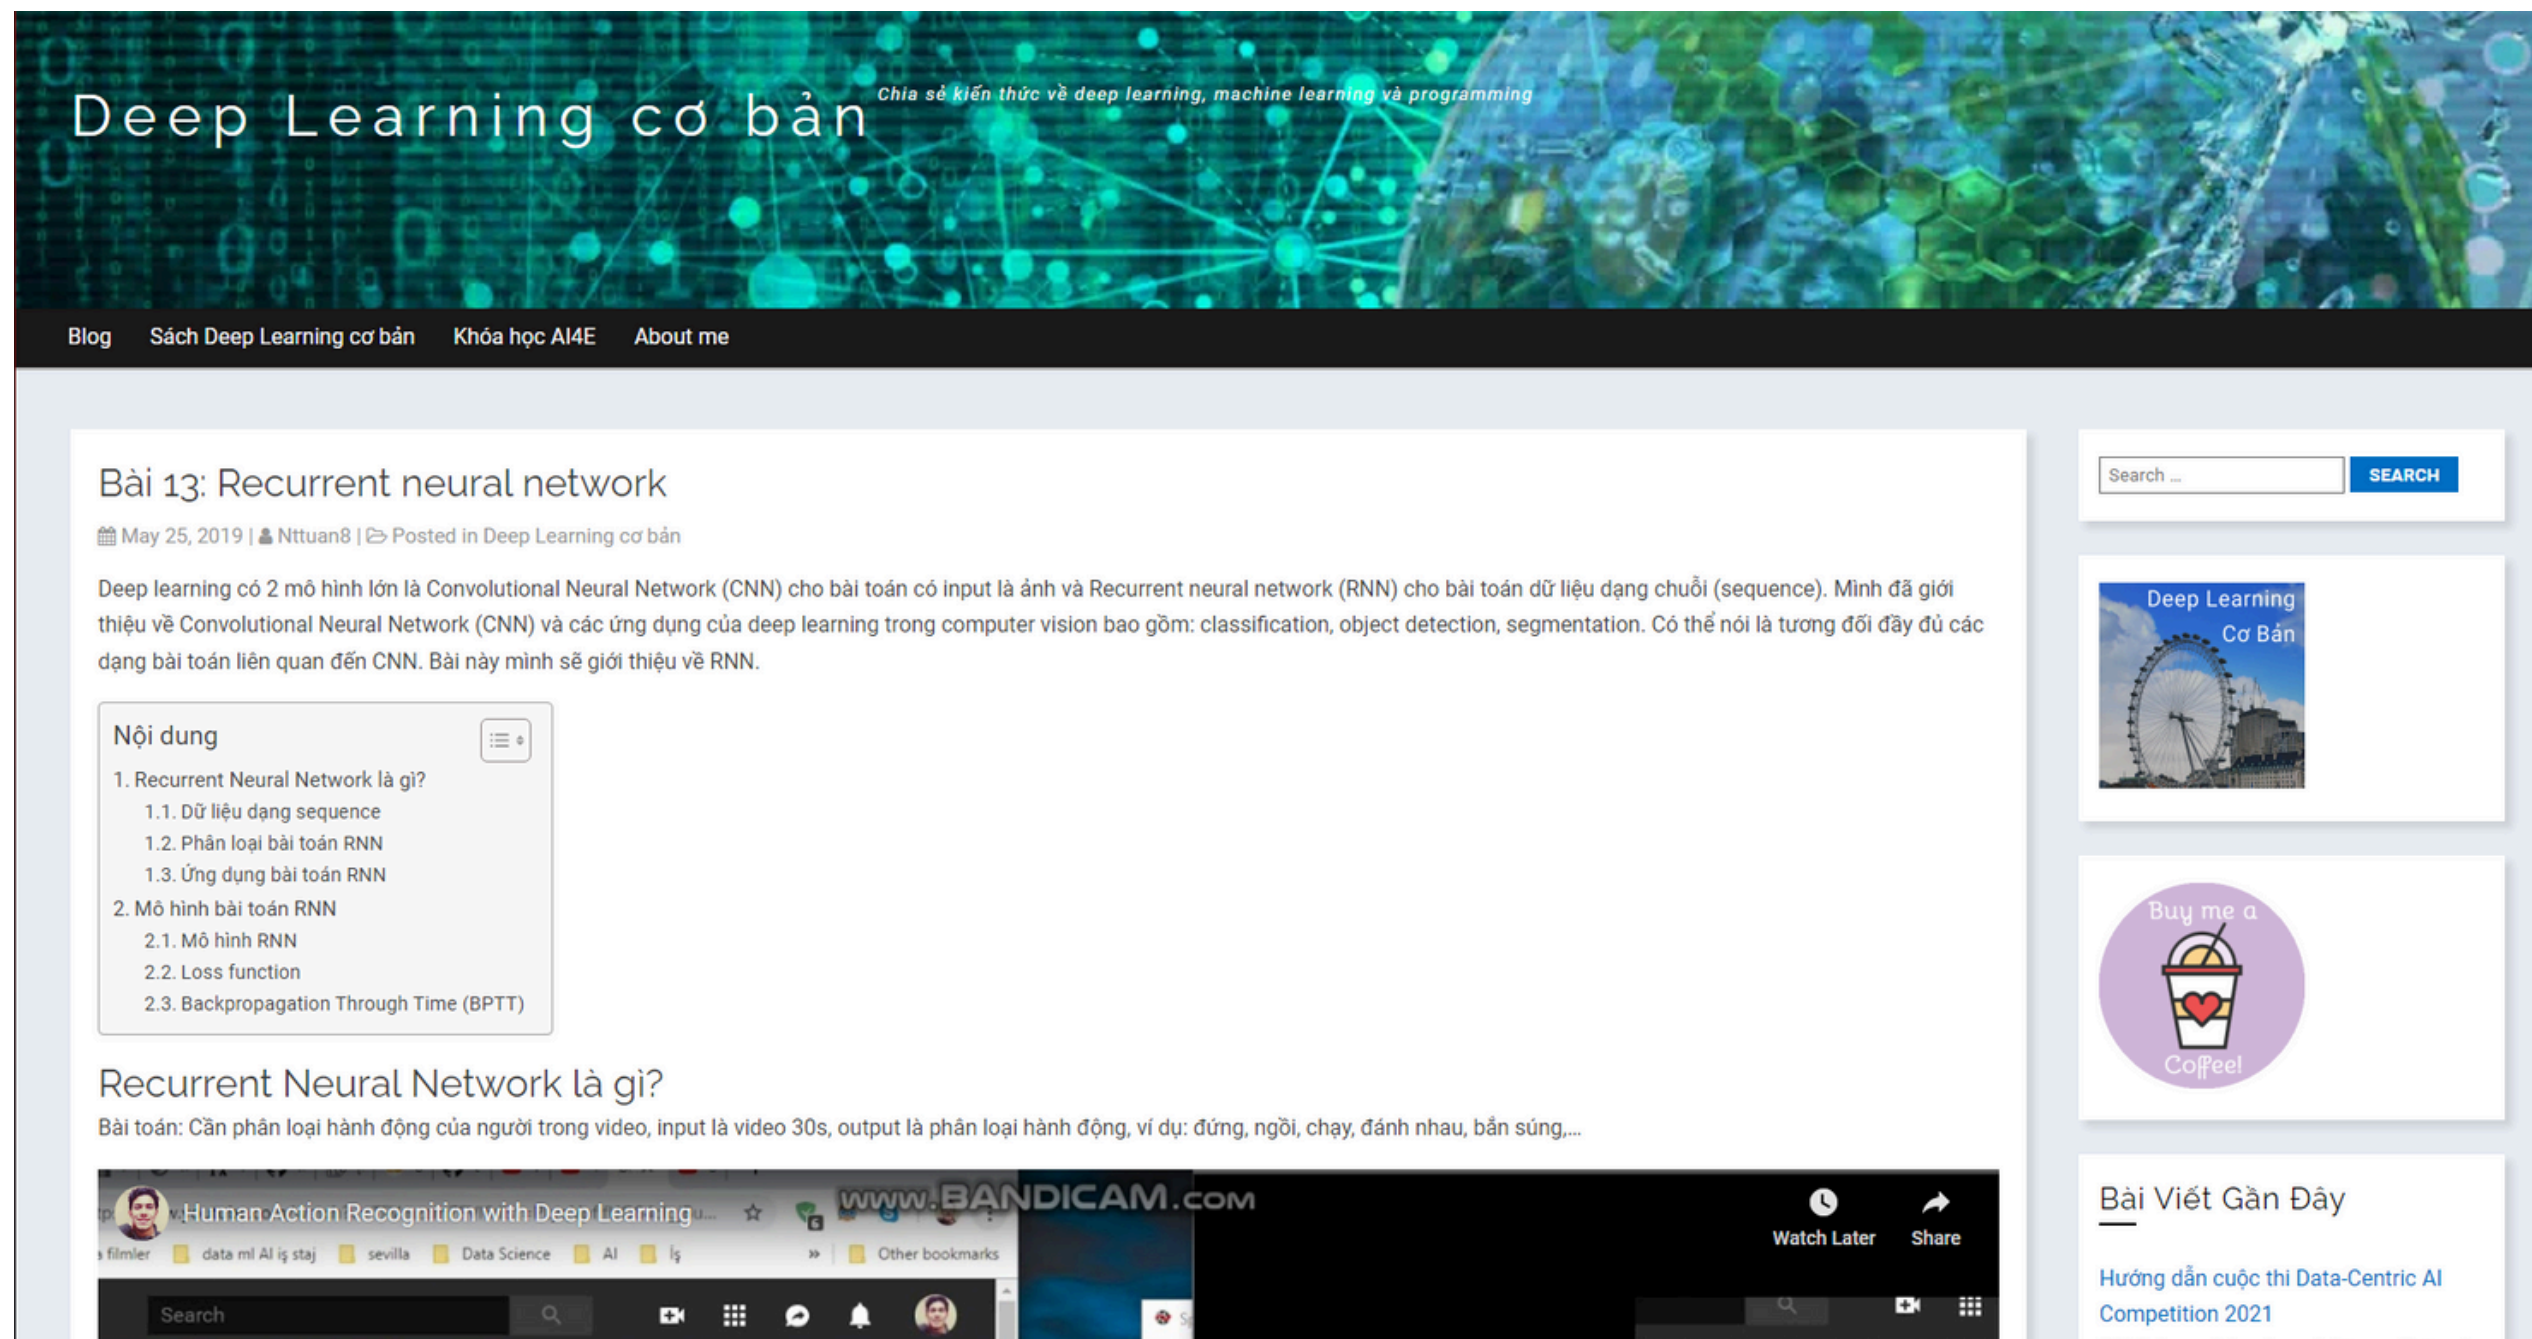 Deep Learning cơ bản
Chia sẻ kiến thức về deep learning, machine learning và programming
Blog Sách Deep Learning cơ bản Khóa học AI4E About me
Bài 13: Recurrent neural network
May 25, 2019 | Nttuan8 | Posted in Deep Learning cơ bản
Deep learning có 2 mô hình lớn là Convolutional Neural Network (CNN) cho bài toán có input là ảnh và Recurrent neural network (RNN) cho bài toán dữ liệu dạng chuỗi (sequence). Mình đã giới
thiệu về Convolutional Neural Network (CNN) và các ứng dụng của deep learning trong computer vision bao gồm: classification, object detection, segmentation. Có thể nói là tương đối đầy đủ các
dạng bài toán liên quan đến CNN. Bài này mình sẽ giới thiệu về RNN.
Nội dung
1. Recurrent Neural Network là gì?
1.1. Dữ liệu dạng sequence
1.2. Phân loại bài toán RNN
1.3. Ứng dụng bài toán RNN
2. Mô hình bài toán RNN
2.1. Mô hình RNN
2.2. Loss function
2.3. Backpropagation Through Time (BPTT)
Recurrent Neural Network là gì?
Bài toán: Cần phân loại hành động của người trong video, input là video 30s, output là phân loại hành động, ví dụ: đứng, ngồi, chạy, đánh nhau, bắn súng,…
Human Action Recognition with Deep Learning
www.BANDICAM.com
Watch Later Share
filmler data ml AI iş staj sevilla Data Science AI İş » Other bookmarks
Search
Search … SEARCH
Deep Learning
Cơ Bản
Buy me a
Coffee!
Bài Viết Gần Đây
Hướng dẫn cuộc thi Data-Centric AI
Competition 2021